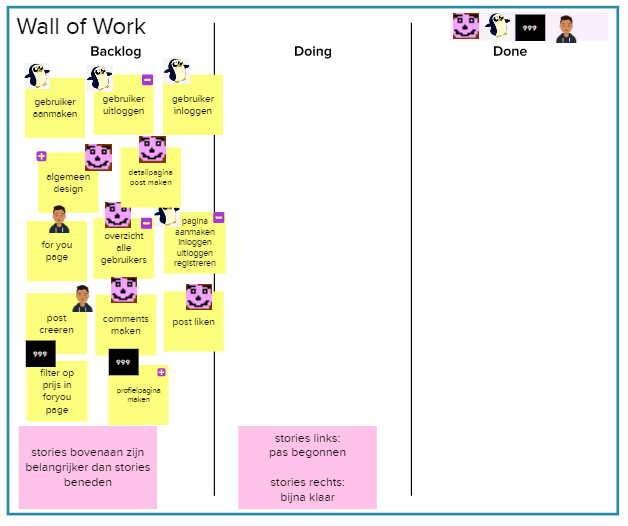 Wall of Work
999
Backlog
Doing
Done
gebruiker
aanmaken
gebruiker
uitloggen
gebruiker
inloggen
algemeen
design
detailpagina
post maken
for you
page
overzicht
alle
gebruikers
pagina
aanmaken
inloggen
uitloggen
registreren
post
creeren
comments
maken
post liken
999
filter op
prijs in
foryou
page
999
profielpagina
maken
stories bovenaan zijn
belangrijker dan stories
beneden
stories links:
pas begonnen
stories rechts:
bijna klaar